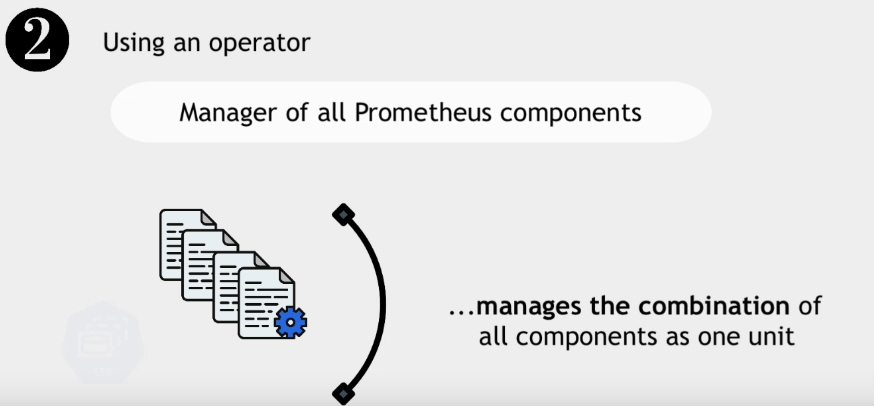 2
Using an operator
Manager of all Prometheus components
...manages the combination of
all components as one unit